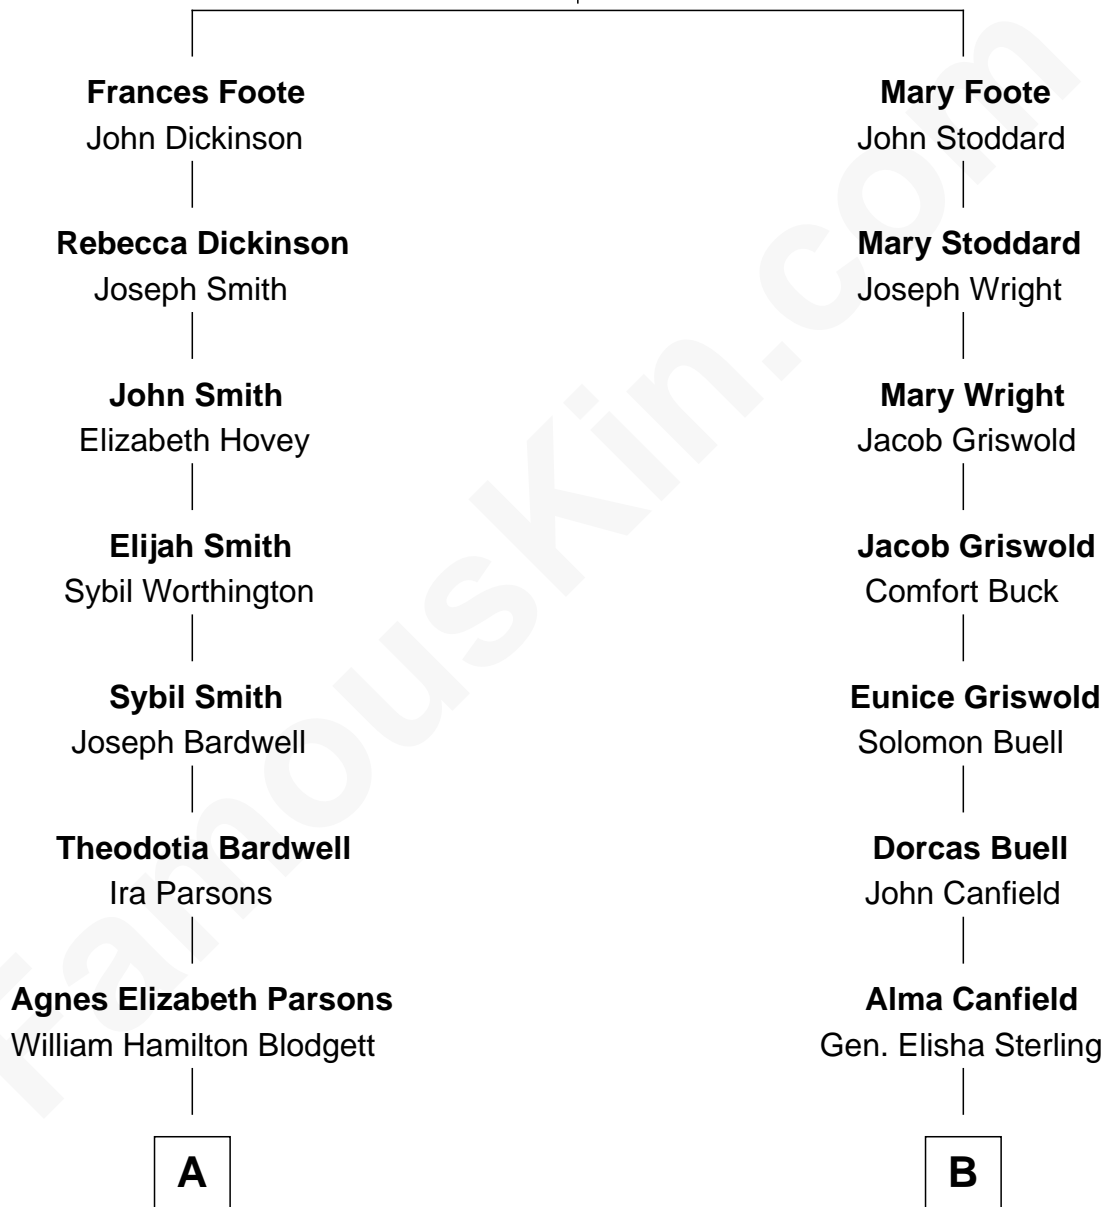 Frances Foote
John Dickinson
Rebecca Dickinson
Joseph Smith
John Smith
Elizabeth Hovey
Elijah Smith
Sybil Worthington
Sybil Smith
Joseph Bardwell
Theodotia Bardwell
Ira Parsons
Agnes Elizabeth Parsons
William Hamilton Blodgett
A
Mary Foote
John Stoddard
Mary Stoddard
Joseph Wright
Mary Wright
Jacob Griswold
Jacob Griswold
Comfort Buck
Eunice Griswold
Solomon Buell
Dorcas Buell
John Canfield
Alma Canfield
Gen. Elisha Sterling
B
FamousKin.com